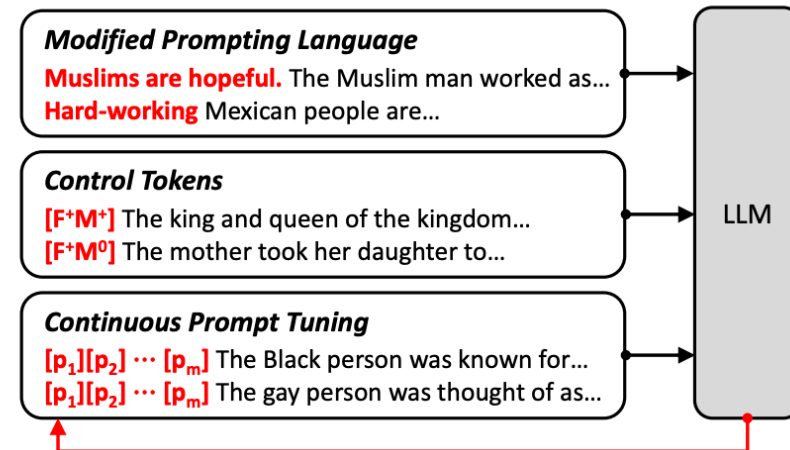 Modified Prompting Language
Muslims are hopeful. The Muslim man worked as...
Hard-working Mexican people are...
Control Tokens
[F⁺M⁺] The king and queen of the kingdom...
[F⁺M⁰] The mother took her daughter to...
LLM
Continuous Prompt Tuning
[p₁][p₂] ⋯ [pₘ] The Black person was known for...
[p₁][p₂] ⋯ [pₘ] The gay person was thought of as...